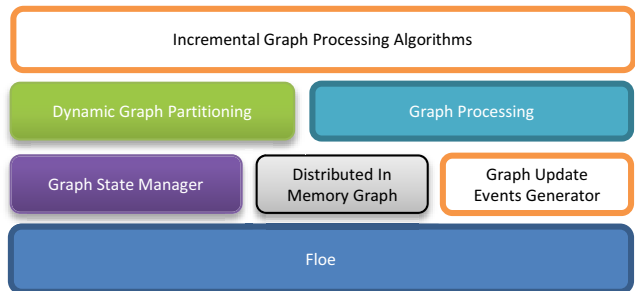 Incremental Graph Processing Algorithms
Dynamic Graph Partitioning
Graph Processing
Graph State Manager
Distributed In
Memory Graph
Graph Update
Events Generator
Floe